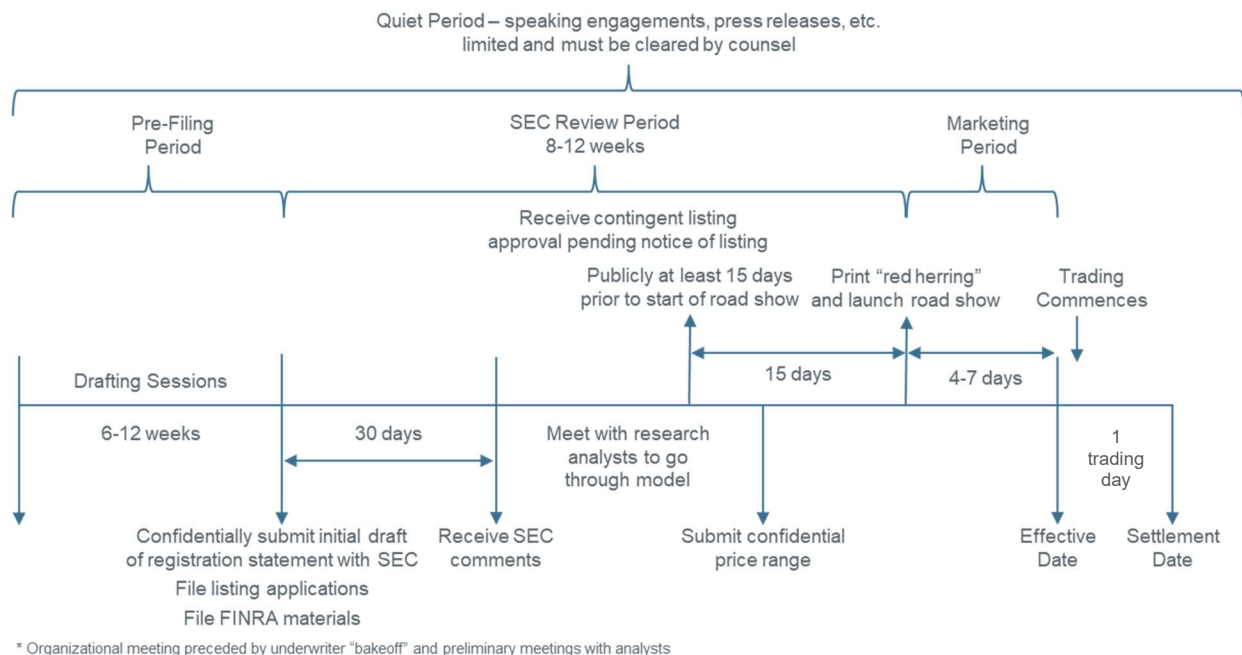 Quiet Period – speaking engagements, press releases, etc.
limited and must be cleared by counsel
Pre-Filing
Period
SEC Review Period
8-12 weeks
Marketing
Period
Receive contingent listing
approval pending notice of listing
Publicly at least 15 days
prior to start of road show
Print “red herring”
and launch road show
Trading
Commences
Drafting Sessions
15 days
4-7 days
6-12 weeks
30 days
Meet with research
analysts to go
through model
1
trading
day
Confidentially submit initial draft
of registration statement with SEC
File listing applications
File FINRA materials
Receive SEC
comments
Submit confidential
price range
Effective
Date
Settlement
Date
* Organizational meeting preceded by underwriter “bakeoff” and preliminary meetings with analysts